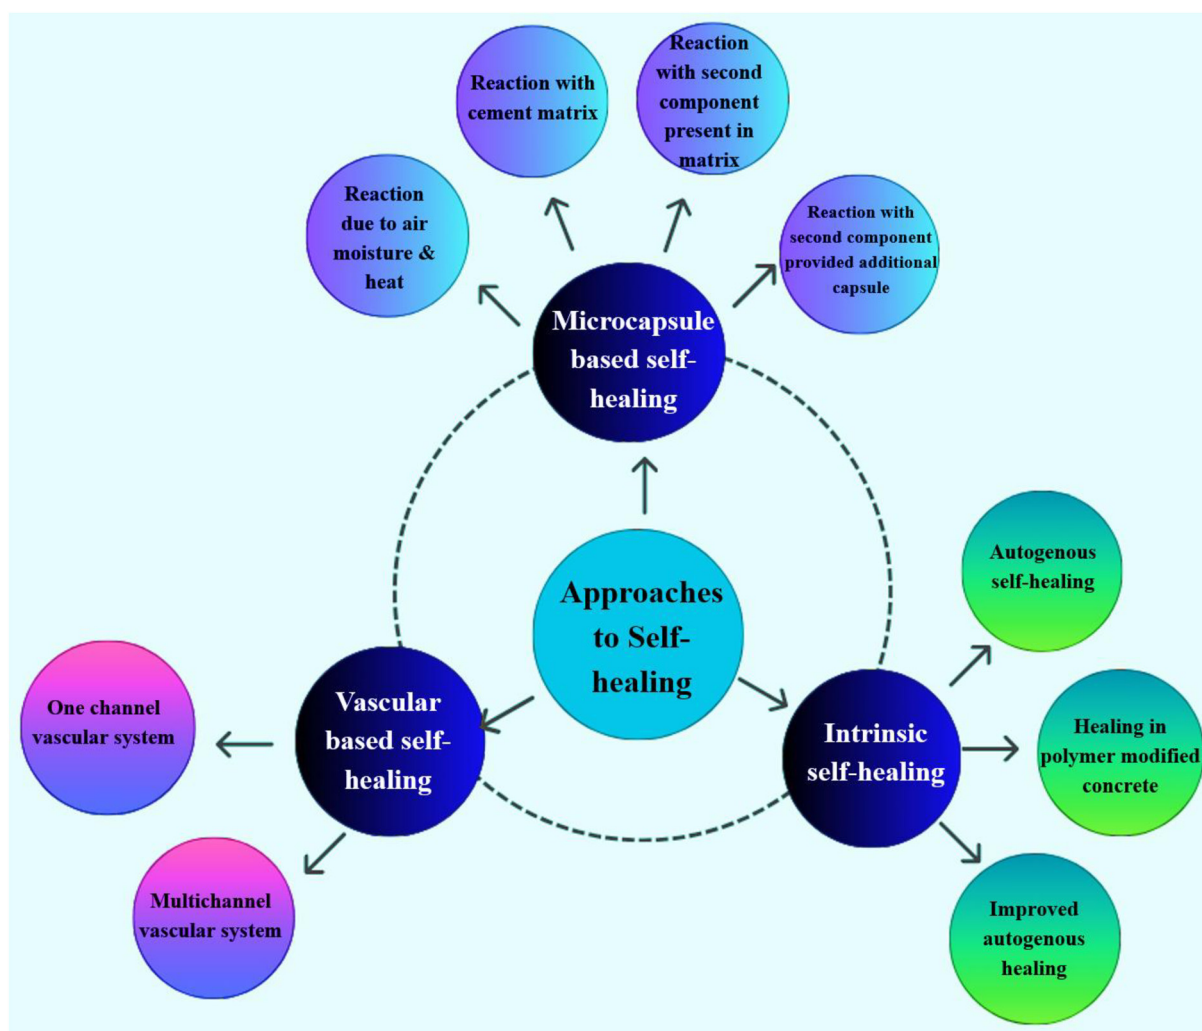 Reaction
with second
component
present in
matrix
Reaction with
cement matrix
Reaction
due to air
moisture &
heat
Reaction with
second component
provided additional
capsule
Microcapsule
based self-
healing
Approaches
to Self-
healing
Autogenous
self-healing
Vascular
based self-
healing
Intrinsic
self-healing
One channel
vascular system
Healing in
polymer modified
concrete
Multichannel
vascular system
Improved
autogenous
healing